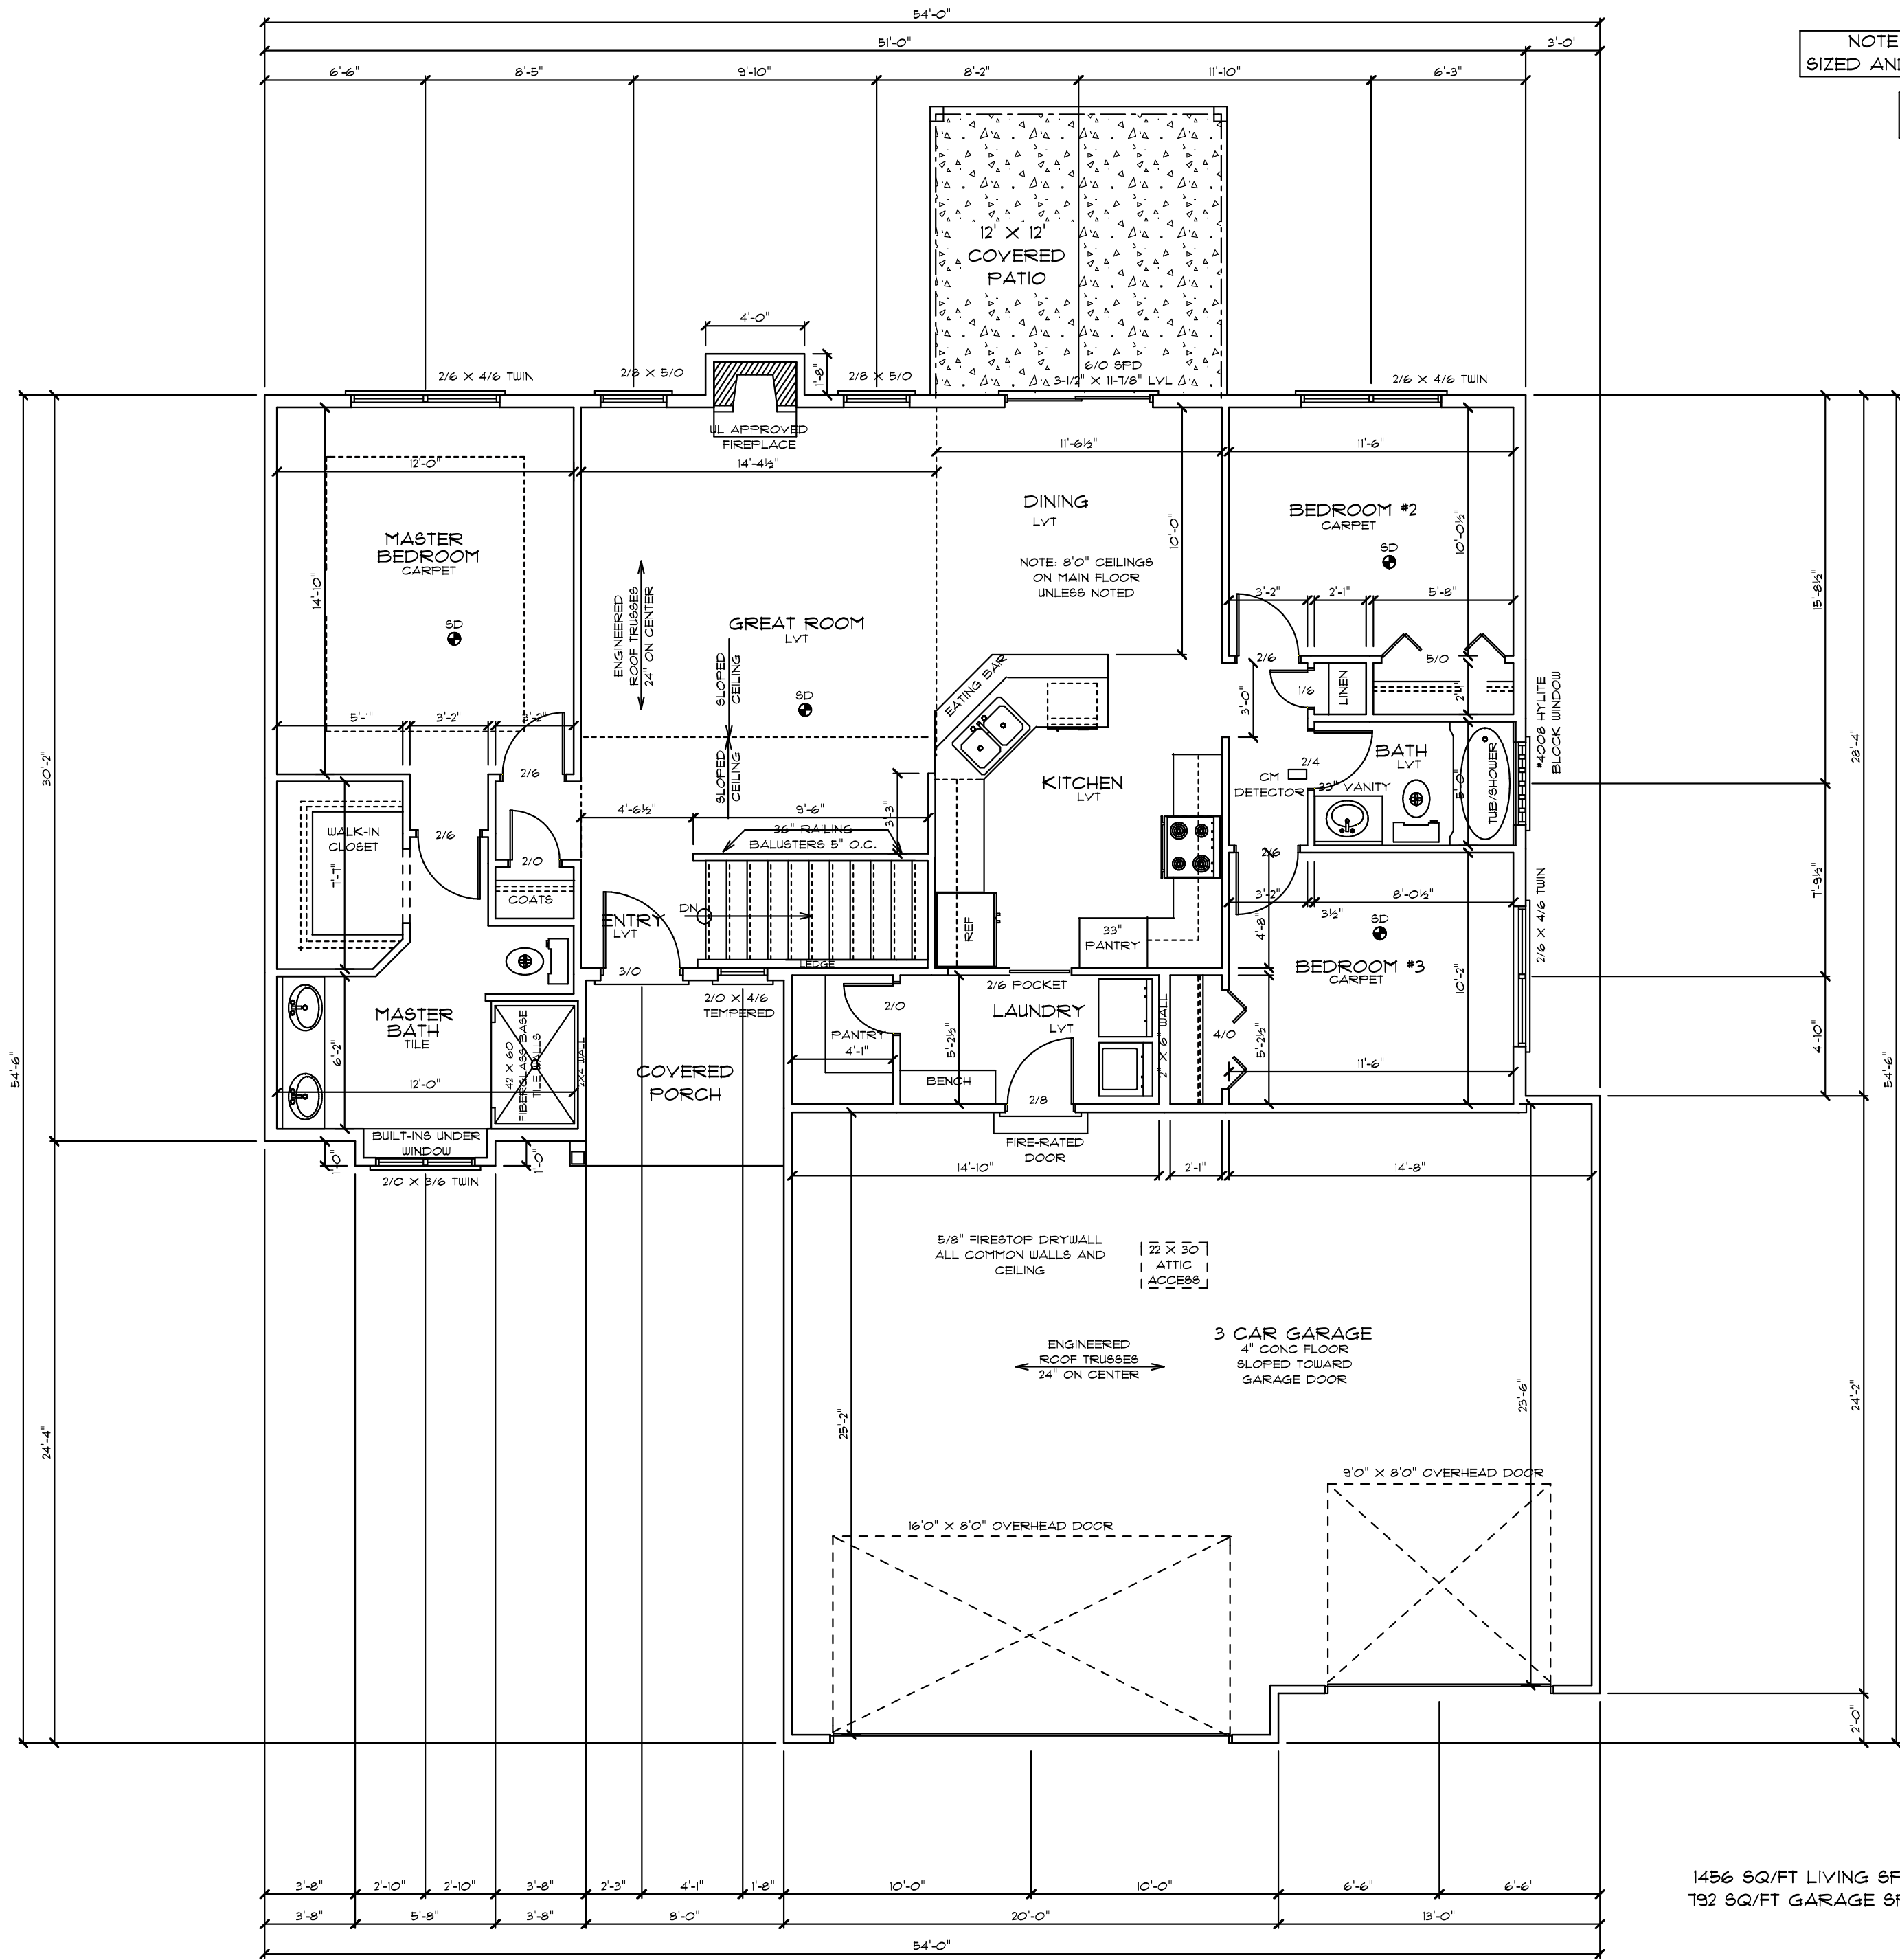 54'-0"
51'-0"
3'-0"
NOTE
SIZED AND
6'-6"
8'-5"
9'-10"
8'-2"
11'-10"
6'-3"
12' X 12'
COVERED
PATIO
4'-0"
1'-8"
2/6 X 4/6 TWIN
2/8 X 5/0
2/8 X 5/0
6/0 SPD
3-1/2" X 11-7/8" LVL
2/6 X 4/6 TWIN
UL APPROVED
FIREPLACE
12'-0"
14'-4½"
11'-6½"
11'-6"
MASTER
BEDROOM
CARPET
14'-10"
SD
ENGINEERED
ROOF TRUSSES
24" ON CENTER
GREAT ROOM
LVT
SLOPED
CEILING
SLOPED
CEILING
SD
DINING
LVT
NOTE: 8'0" CEILINGS
ON MAIN FLOOR
UNLESS NOTED
10'-0"
BEDROOM #2
CARPET
SD
10'-0½"
3'-2"
2'-1"
5'-8"
2/6
5/0
1/6
LINEN
2'-1"
3'-0"
EATING BAR
5'-1"
3'-2"
3'-2"
2/6
WALK-IN
CLOSET
7'-7"
2/6
2/0
COATS
4'-6½"
9'-6"
3'-3"
36" RAILING
BALUSTERS 5" O.C.
KITCHEN
LVT
CM
DETECTOR
2/4
BATH
LVT
33" VANITY
5'-0"
TUB/SHOWER
#4008 HYLITE
BLOCK WINDOW
15'-8½"
28'-4"
30'-2"
7'-9½"
4'-10"
54'-6"
54'-6"
ENTRY
LVT
DN
3/0
LEDGE
REF
33"
PANTRY
2/6
3'-2"
3½"
8'-0½"
4'-8"
SD
BEDROOM #3
CARPET
10'-2"
2/6 X 4/6 TWIN
2/0 X 4/6
TEMPERED
2/6 POCKET
2/0
LAUNDRY
LVT
PANTRY
4'-1"
5'-2½"
BENCH
2/8
2" X 6" WALL
4/0
5'-2½"
11'-6"
MASTER
BATH
TILE
6'-2"
12'-0"
42 X 60
FIBERGLASS BASE
TILE WALLS
2X4 WALL
COVERED
PORCH
BUILT-INS UNDER
WINDOW
1'-0"
1'-0"
2/0 X 3/6 TWIN
FIRE-RATED
DOOR
14'-10"
2'-1"
14'-8"
5/8" FIRESTOP DRYWALL
ALL COMMON WALLS AND
CEILING
22 X 30
ATTIC
ACCESS
ENGINEERED
ROOF TRUSSES
24" ON CENTER
3 CAR GARAGE
4" CONC FLOOR
SLOPED TOWARD
GARAGE DOOR
25'-2"
23'-6"
24'-4"
24'-2"
9'0" X 8'0" OVERHEAD DOOR
16'0" X 8'0" OVERHEAD DOOR
2'-0"
3'-8"
2'-10"
2'-10"
3'-8"
2'-3"
4'-1"
1'-8"
10'-0"
10'-0"
6'-6"
6'-6"
3'-8"
5'-8"
3'-8"
8'-0"
20'-0"
13'-0"
54'-0"
1456 SQ/FT LIVING SP
792 SQ/FT GARAGE SP